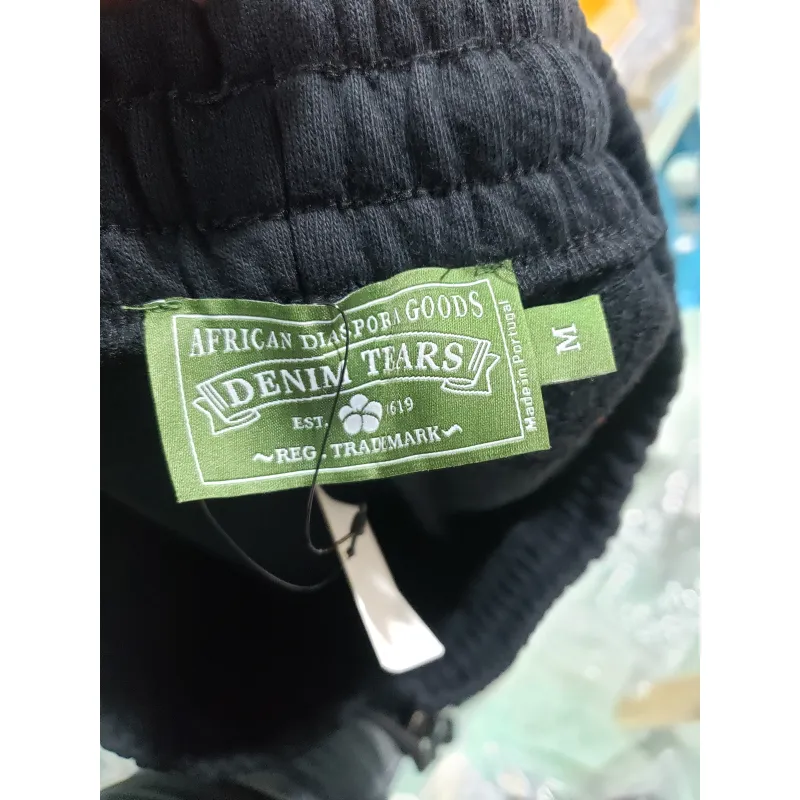 AFRICAN DIASPORA GOODS
DENIM TEARS
EST. 1619
~REG. TRADEMARK~
Made in Portugal
M